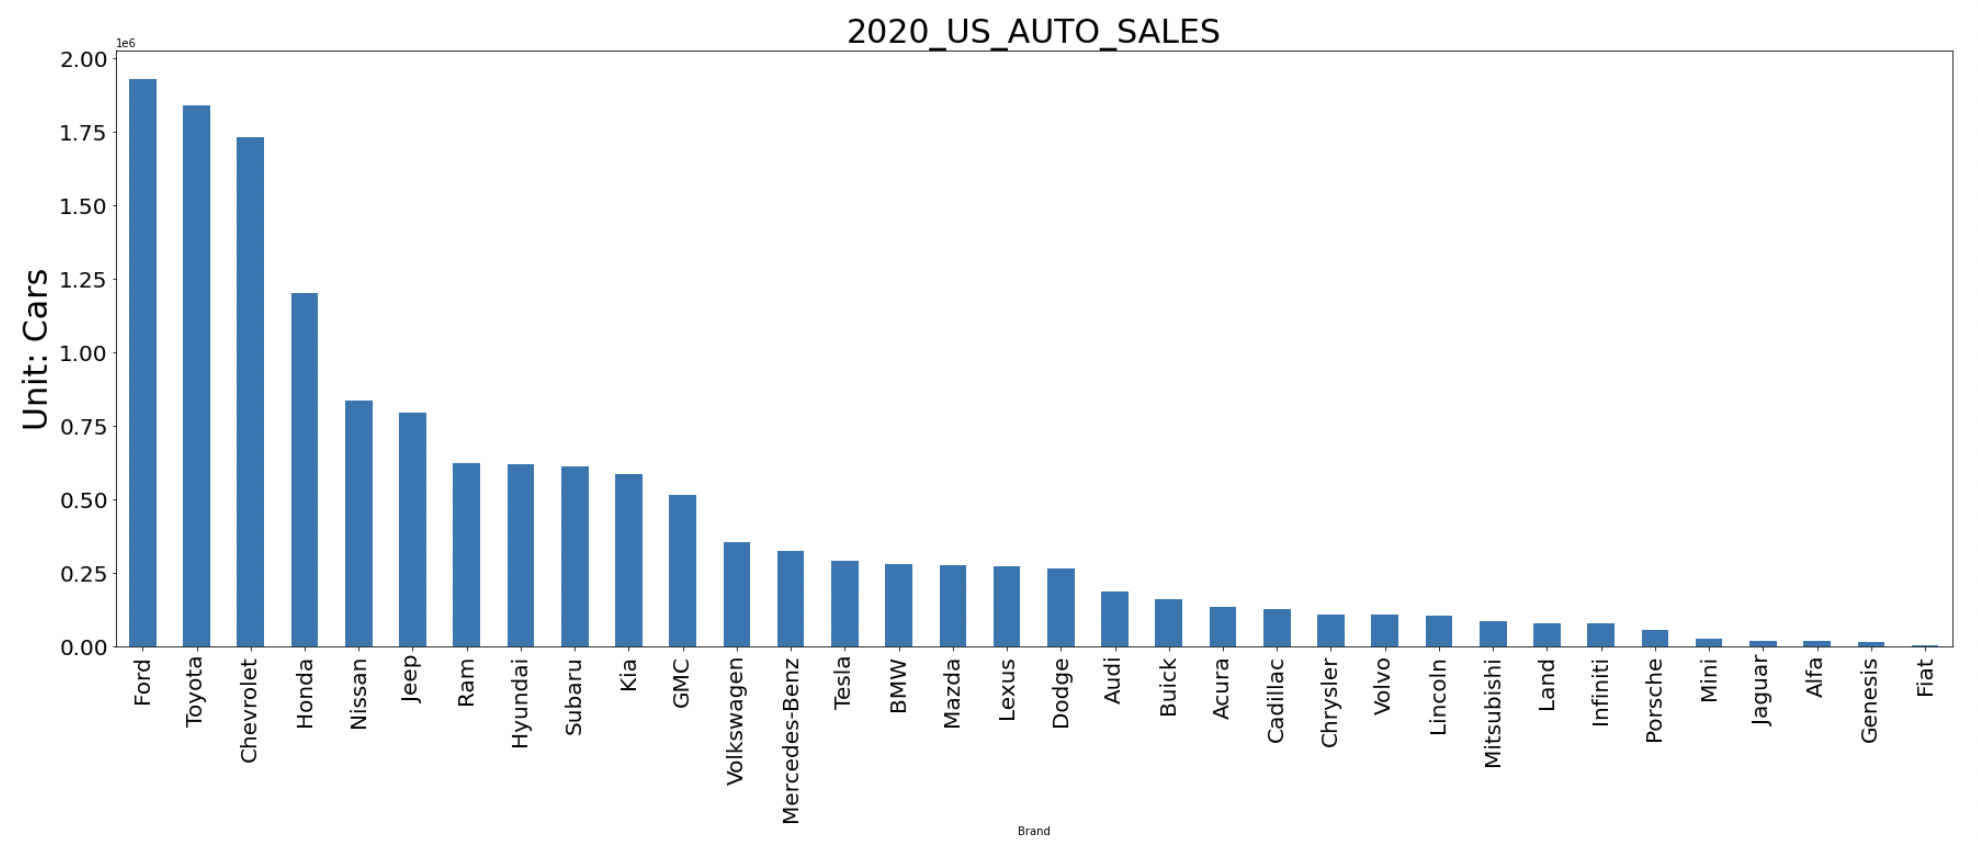 2020_US_AUTO_SALES
1e6
2.00
1.75
1.50
1.25
1.00
0.75
0.50
0.25
0.00
Unit: Cars
Ford
Toyota
Chevrolet
Honda
Nissan
Jeep
Ram
Hyundai
Subaru
Kia
GMC
Volkswagen
Mercedes-Benz
Tesla
BMW
Mazda
Lexus
Dodge
Audi
Buick
Acura
Cadillac
Chrysler
Volvo
Lincoln
Mitsubishi
Land
Infiniti
Porsche
Mini
Jaguar
Alfa
Genesis
Fiat
Brand